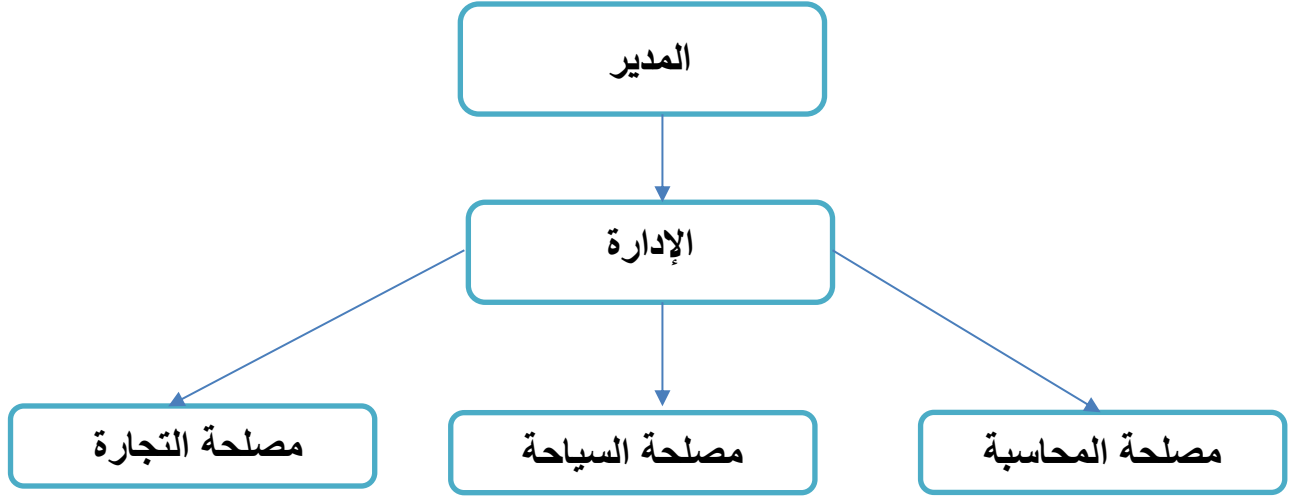 المدير
الإدارة
مصلحة المحاسبة
مصلحة السياحة
مصلحة التجارة